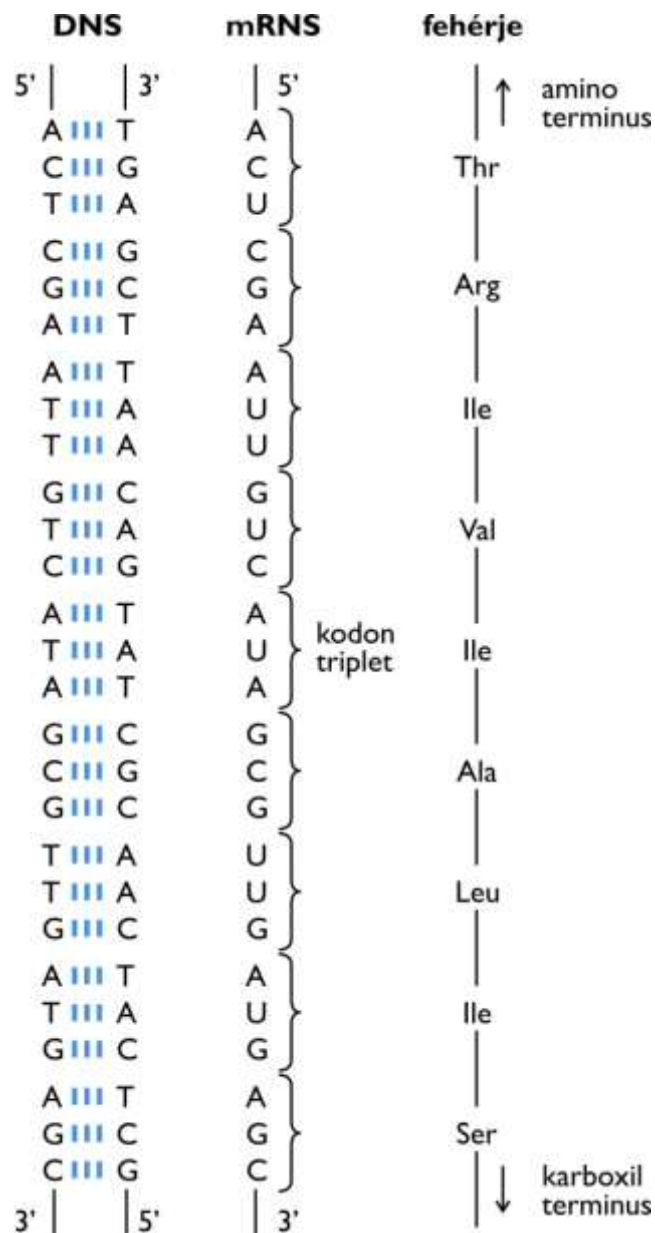 DNS mRNS fehérje
5’ 3’ 5’ amino
terminus
A T A
C G C Thr
T A U
C G C
G C G Arg
A T A
A T A
T A U Ile
T A U
G C G
T A U Val
C G C
A T A kodon
T A U triplet Ile
A T A
G C G
C G C Ala
G C G
T A U
T A U Leu
G C G
A T A
T A U Ile
G C G
A T A
G C G Ser
C G C karboxil
3’ 5’ 3’ terminus